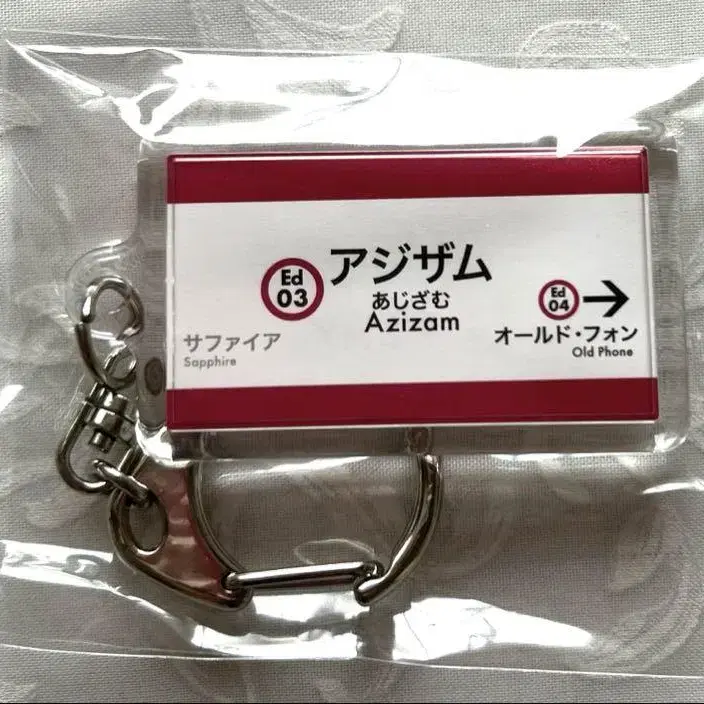 Ed
03
アジザム
あじざむ
Azizam
サファイア
Sapphire
Ed
04
オールド・フォン
Old Phone